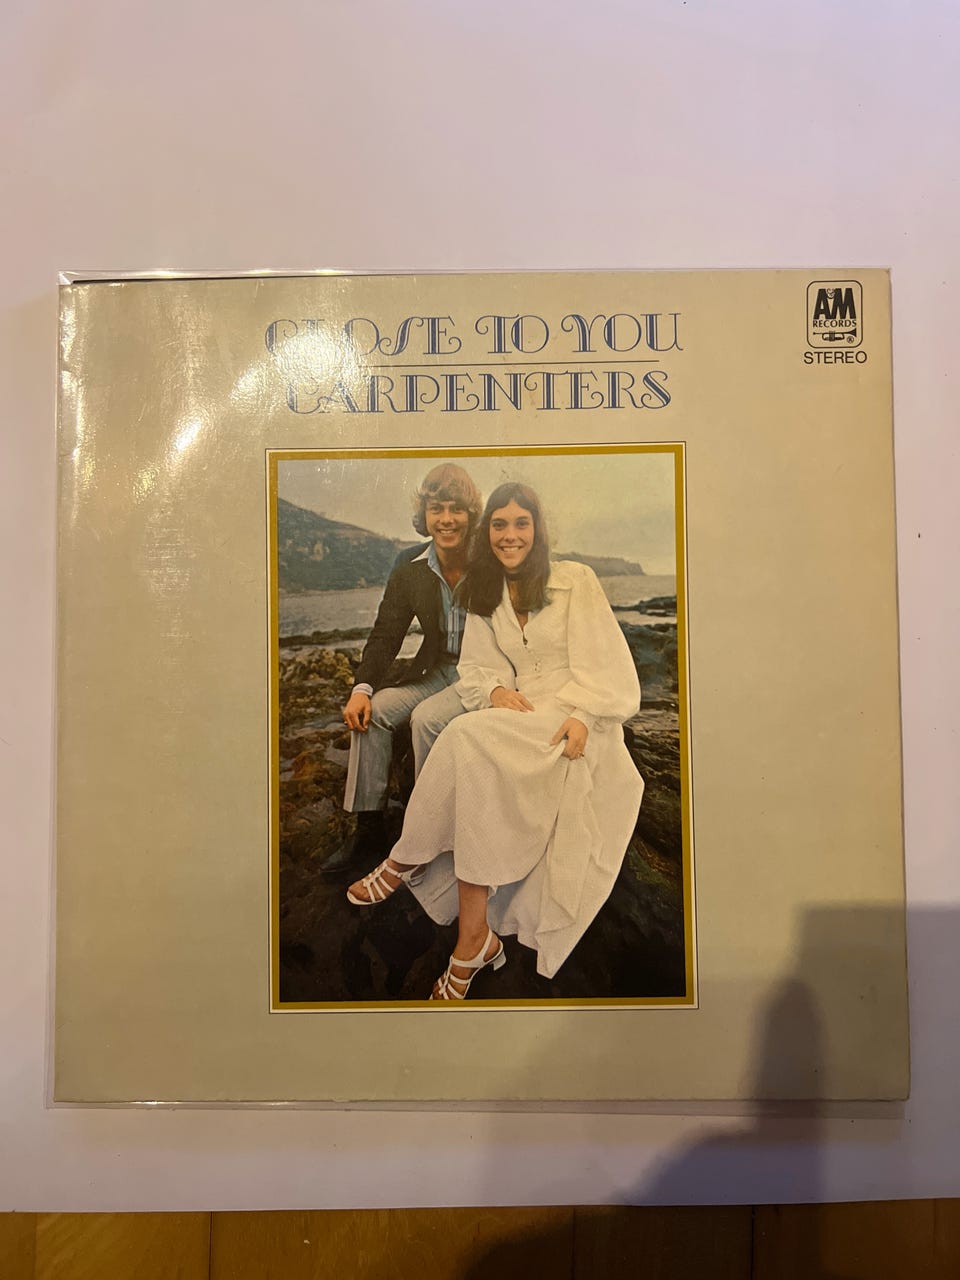 CLOSE TO YOU
CARPENTERS
A&M
RECORDS
®
STEREO